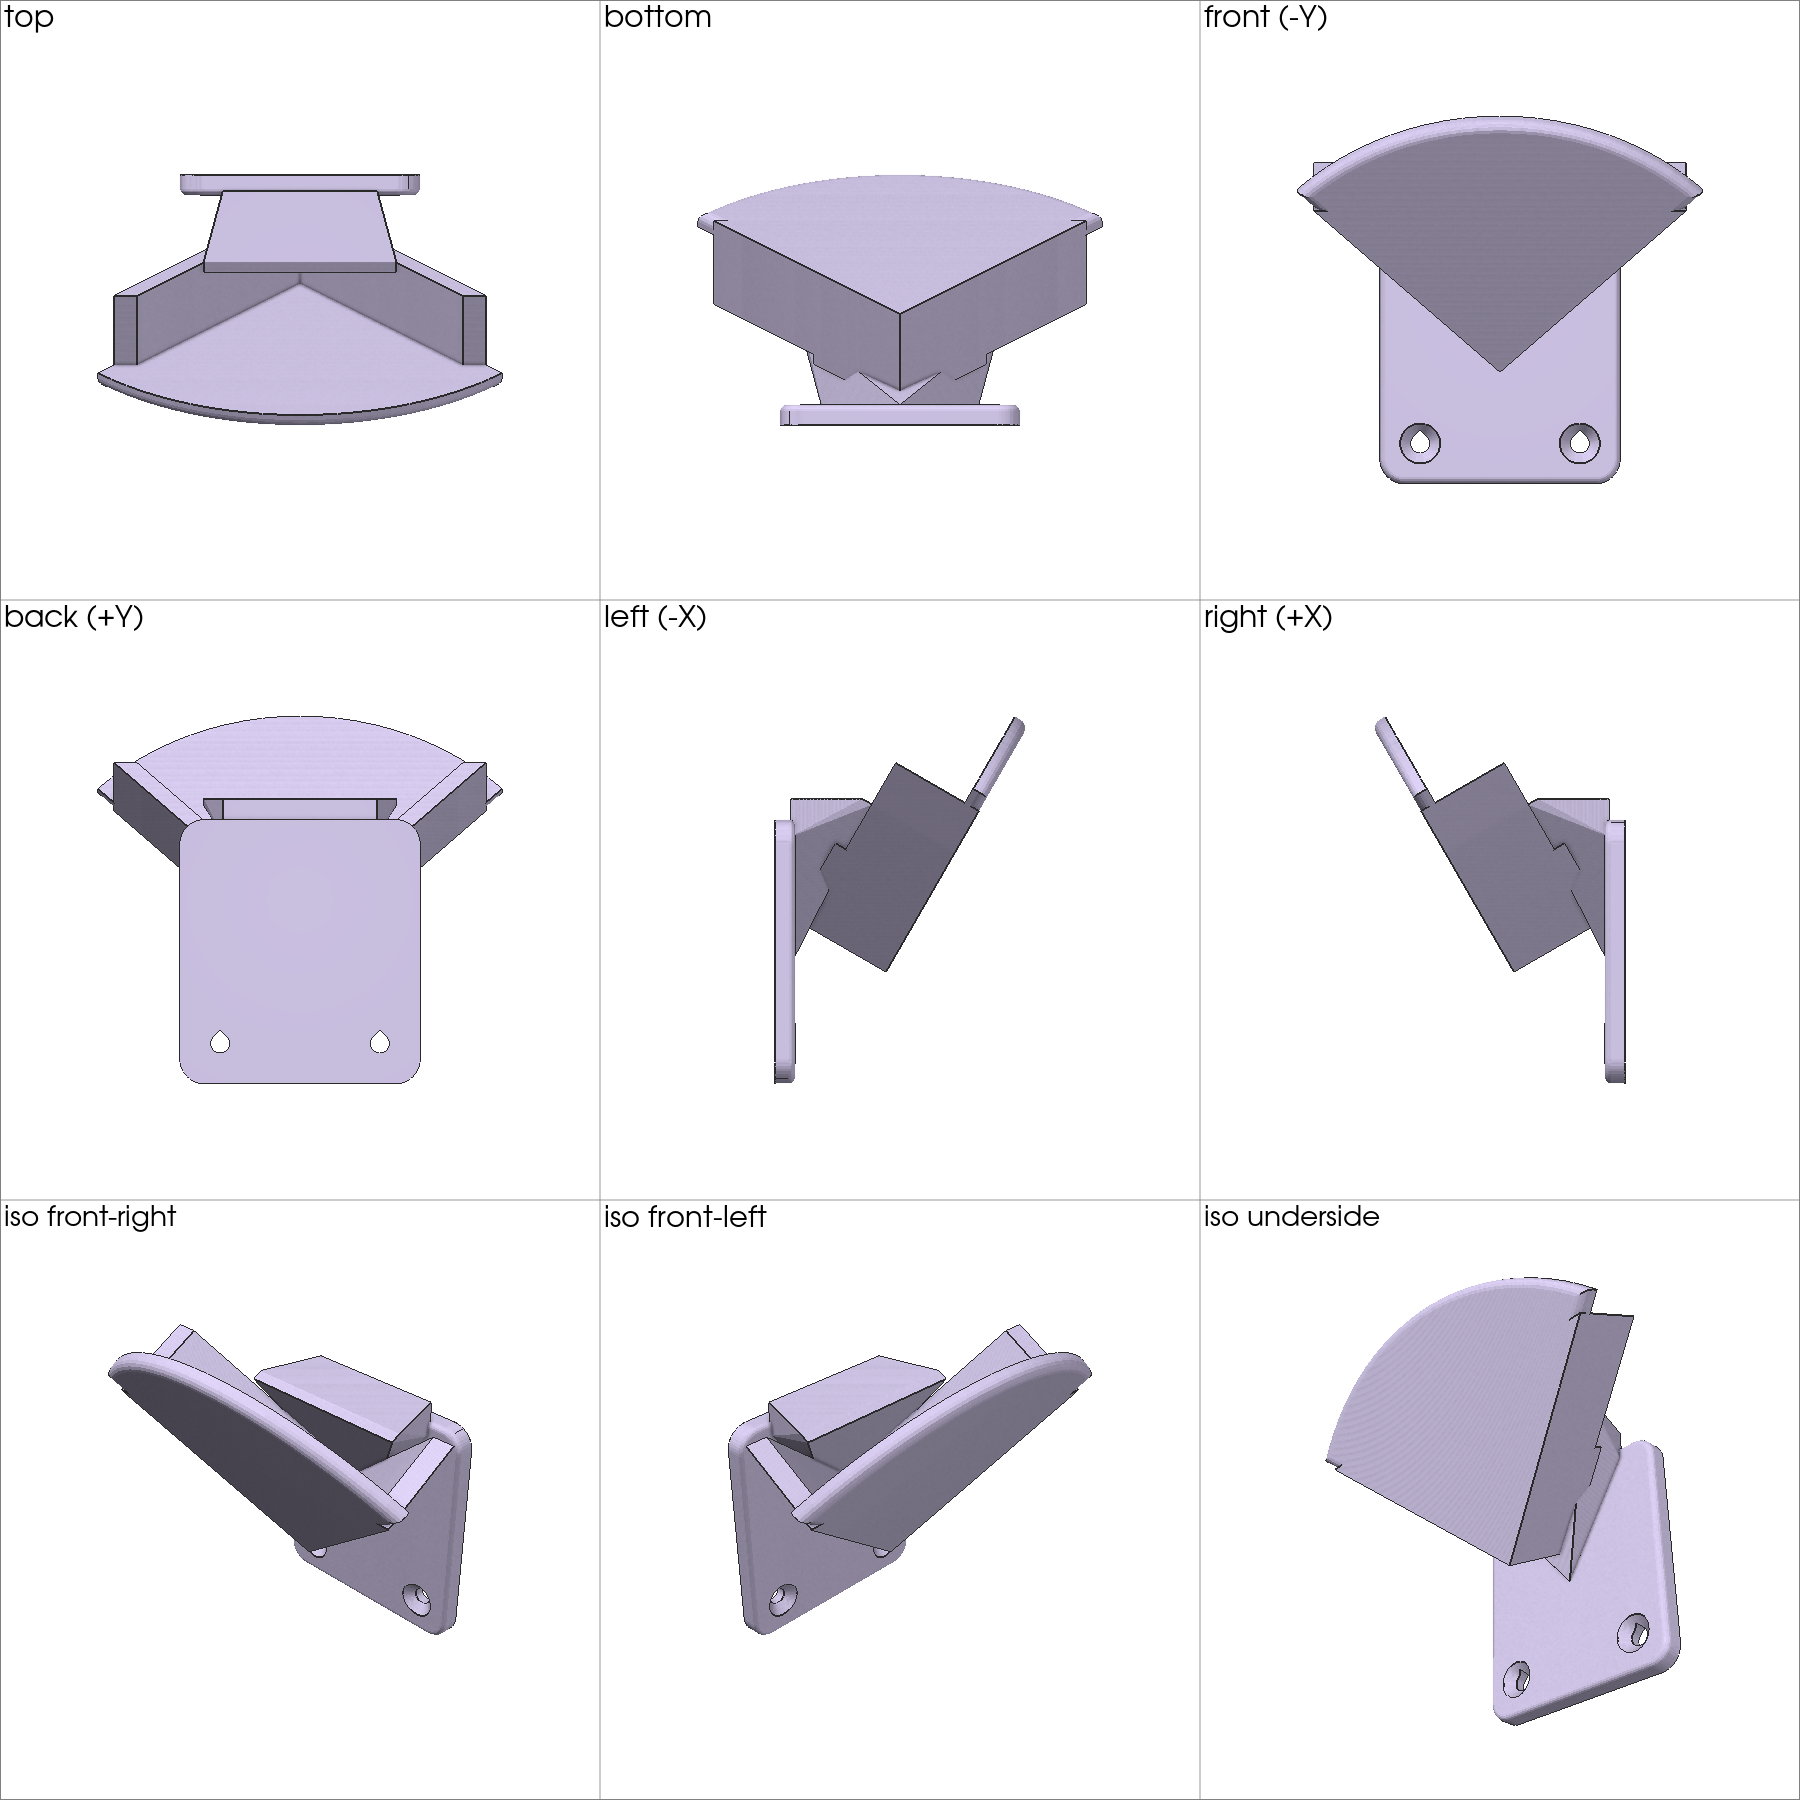 top
bottom
front (-Y)
back (+Y)
left (-X)
right (+X)
iso front-right
iso front-left
iso underside